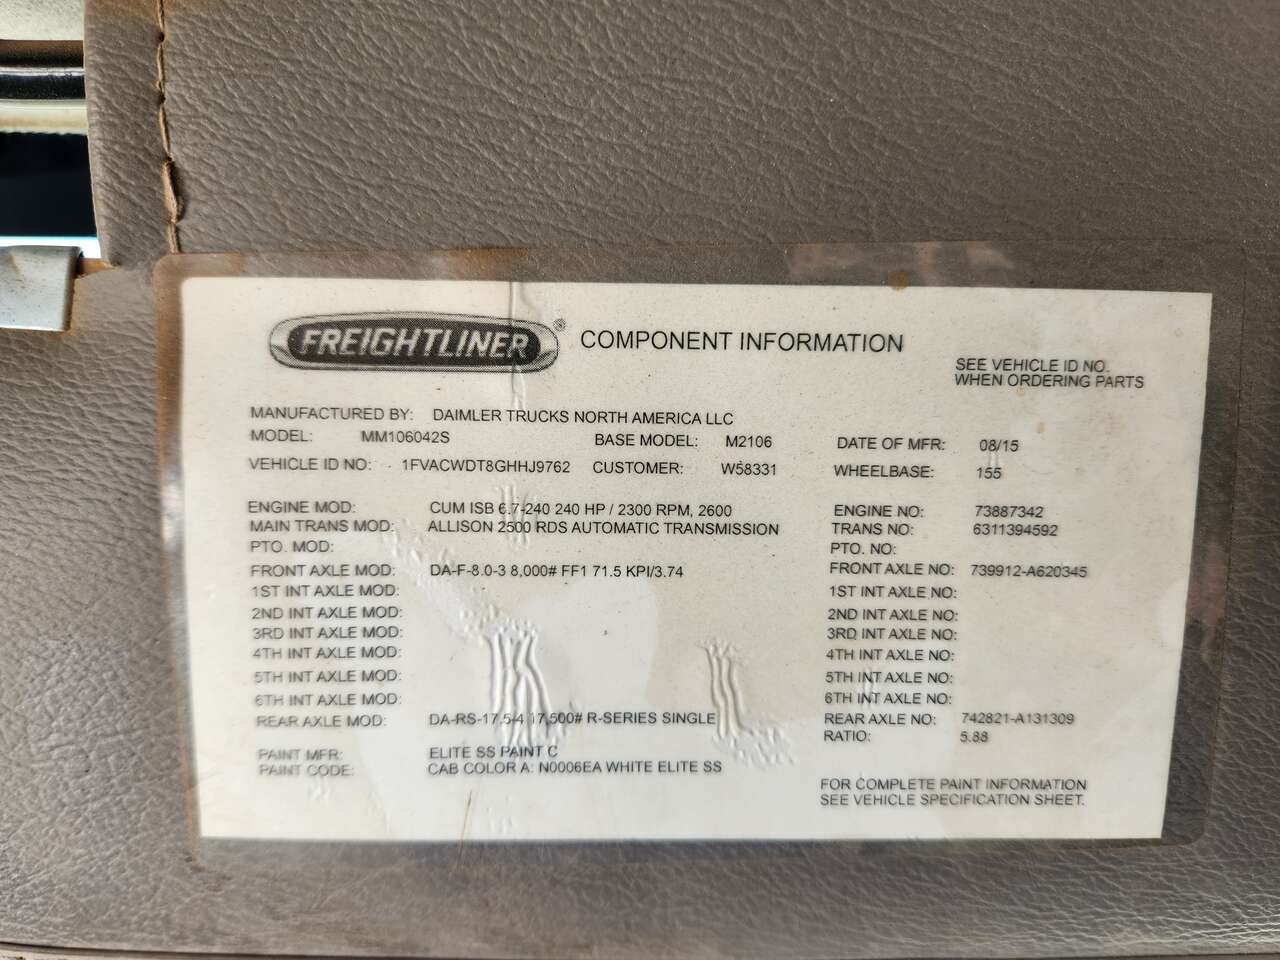 FREIGHTLINER® COMPONENT INFORMATION
SEE VEHICLE ID NO.
WHEN ORDERING PARTS
MANUFACTURED BY: DAIMLER TRUCKS NORTH AMERICA LLC
MODEL: MM106042S BASE MODEL: M2106 DATE OF MFR: 08/15
VEHICLE ID NO: 1FVACWDT8GHHJ9762 CUSTOMER: W58331 WHEELBASE: 155
ENGINE MOD: CUM ISB 6.7-240 240 HP / 2300 RPM, 2600 ENGINE NO: 73887342
MAIN TRANS MOD: ALLISON 2500 RDS AUTOMATIC TRANSMISSION TRANS NO: 6311394592
PTO. MOD: PTO. NO:
FRONT AXLE MOD: DA-F-8.0-3 8,000# FF1 71.5 KPI/3.74 FRONT AXLE NO: 739912-A620345
1ST INT AXLE MOD: 1ST INT AXLE NO:
2ND INT AXLE MOD: 2ND INT AXLE NO:
3RD INT AXLE MOD: 3RD INT AXLE NO:
4TH INT AXLE MOD: 4TH INT AXLE NO:
5TH INT AXLE MOD: 5TH INT AXLE NO:
6TH INT AXLE MOD: 6TH INT AXLE NO:
REAR AXLE MOD: DA-RS-17.5-4 17,500# R-SERIES SINGLE REAR AXLE NO: 742821-A131309
RATIO: 5.88
PAINT MFR: ELITE SS PAINT C
PAINT CODE: CAB COLOR A: N0006EA WHITE ELITE SS
FOR COMPLETE PAINT INFORMATION
SEE VEHICLE SPECIFICATION SHEET.